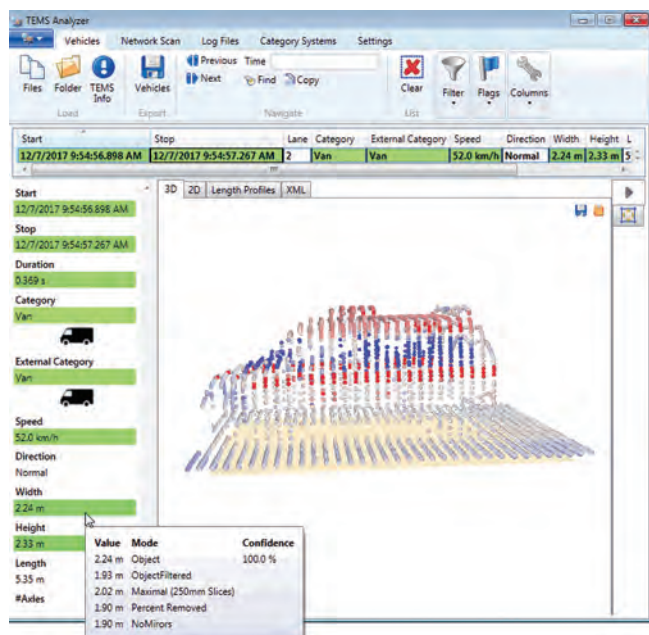 TEMS Analyzer
Vehicles Network Scan Log Files Category Systems Settings
Files Folder TEMS Info Vehicles Previous Time Clear Filter Flags Columns
Next Find Copy
Load Export Navigate List
Start Stop Lane Category External Category Speed Direction Width Height L
12/7/2017 9:54:56.898 AM 12/7/2017 9:54:57.267 AM 2 Van Van 52.0 km/h Normal 2.24 m 2.33 m 5
3D 2D Length Profiles XML
Start
12/7/2017 9:54:56.898 AM
Stop
12/7/2017 9:54:57.267 AM
Duration
0.369 s
Category
Van
External Category
Van
Speed
52.0 km/h
Direction
Normal
Width
2.24 m
Height
2.33 m
Length
5.35 m
#Axles
Value Mode Confidence
2.24 m Object 100.0 %
1.93 m ObjectFiltered
2.02 m Maximal (250mm Slices)
1.90 m Percent Removed
1.90 m NoMirors